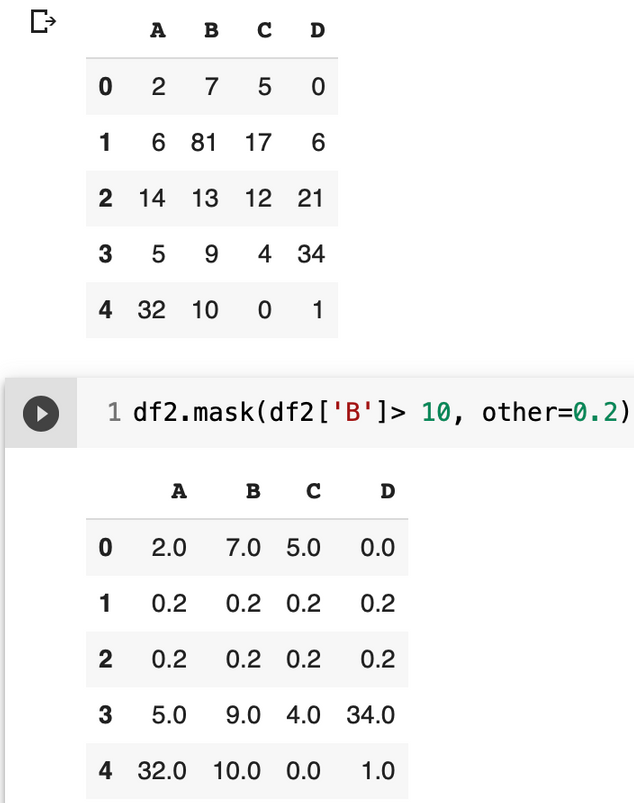 A B C D
0 2 7 5 0
1 6 81 17 6
2 14 13 12 21
3 5 9 4 34
4 32 10 0 1
1 df2.mask(df2['B']> 10, other=0.2)
A B C D
0 2.0 7.0 5.0 0.0
1 0.2 0.2 0.2 0.2
2 0.2 0.2 0.2 0.2
3 5.0 9.0 4.0 34.0
4 32.0 10.0 0.0 1.0